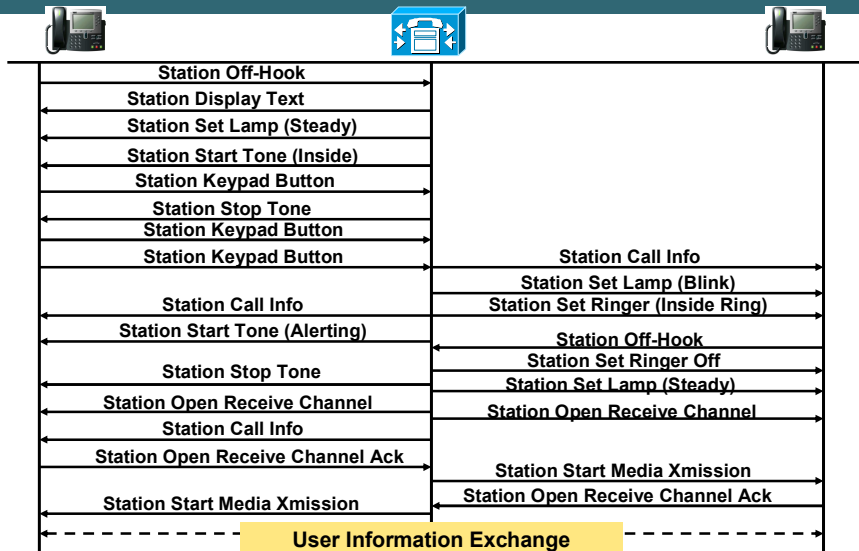 Station Off-Hook
Station Display Text
Station Set Lamp (Steady)
Station Start Tone (Inside)
Station Keypad Button
Station Stop Tone
Station Keypad Button
Station Keypad Button
Station Call Info
Station Set Lamp (Blink)
Station Call Info
Station Set Ringer (Inside Ring)
Station Start Tone (Alerting)
Station Off-Hook
Station Set Ringer Off
Station Stop Tone
Station Set Lamp (Steady)
Station Open Receive Channel
Station Open Receive Channel
Station Call Info
Station Open Receive Channel Ack
Station Start Media Xmission
Station Open Receive Channel Ack
Station Start Media Xmission
User Information Exchange